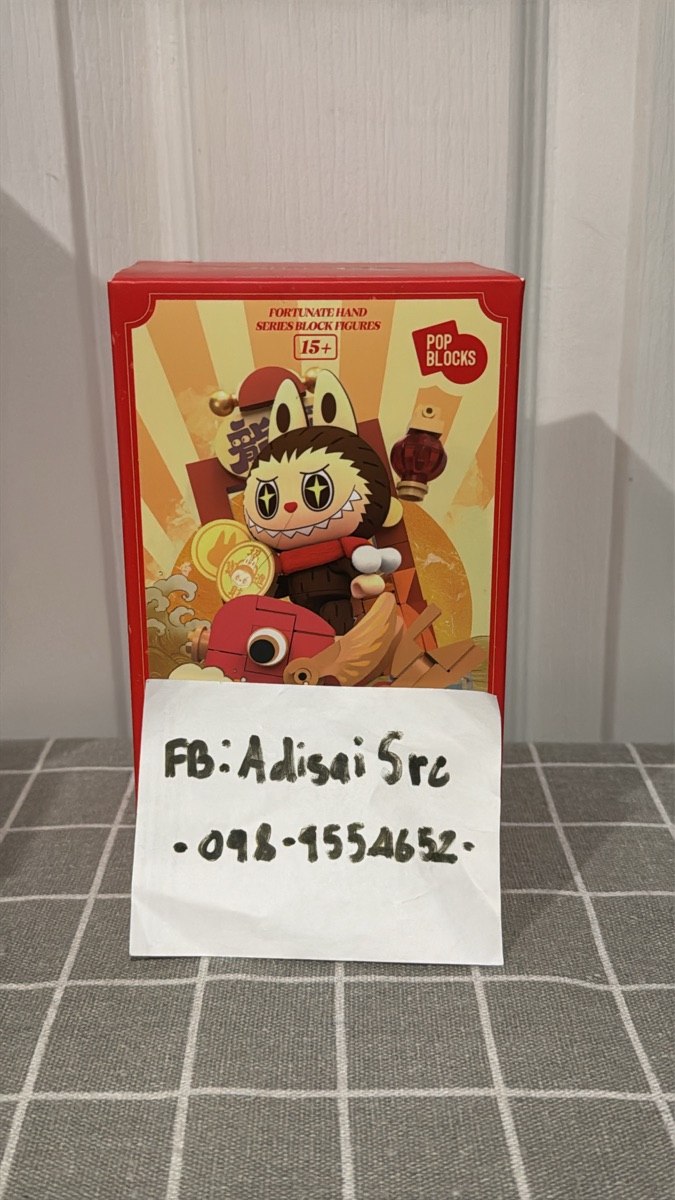 FORTUNATE HAND
SERIES BLOCK FIGURES
15+
POP
BLOCKS
FB: Adisai Src
• 098-9554652 •